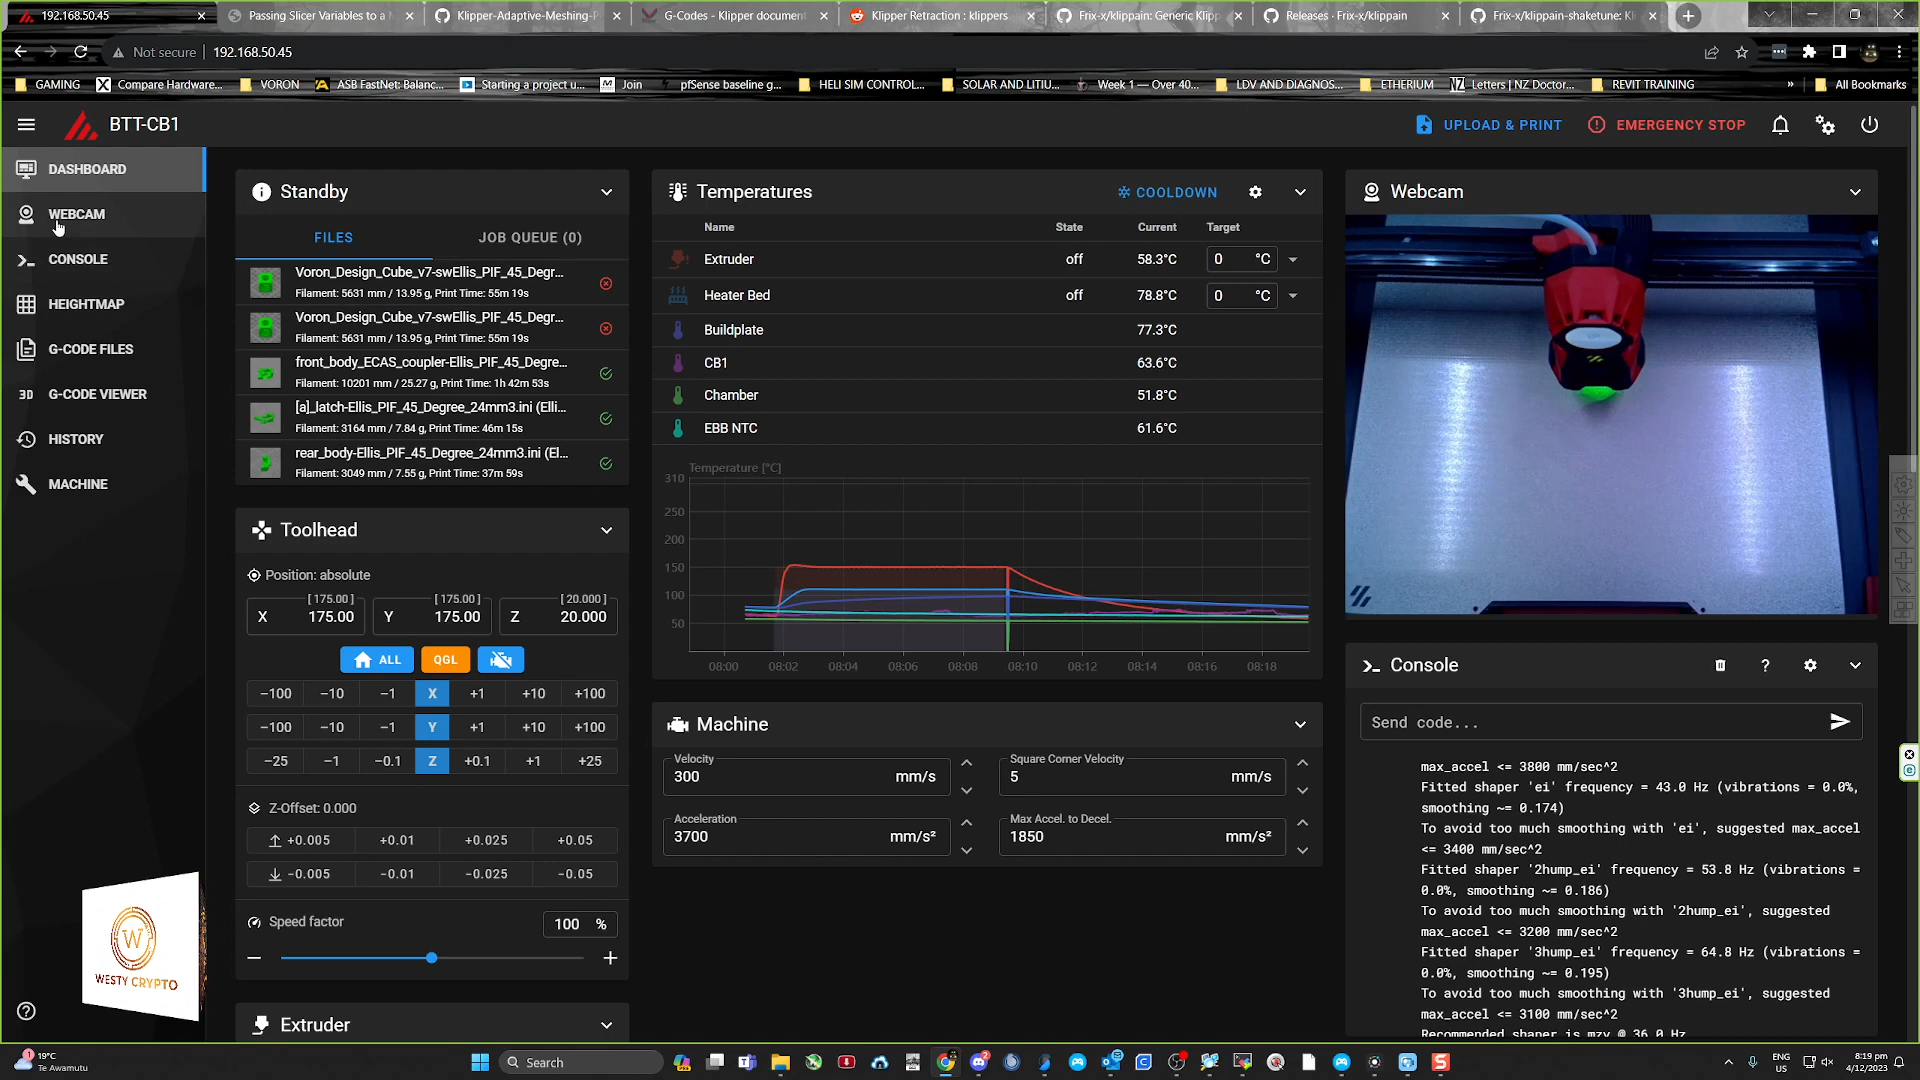 192.168.50.45
Passing Slicer Variables to a
Klipper-Adaptive-Meshing-P
G-Codes - Klipper document
Klipper Retraction : klippers
Frix-x/klippain: Generic Klipp
Releases · Frix-x/klippain
Frix-x/klippain-shaketune: Kl
Not secure
192.168.50.45
GAMING
Compare Hardware...
VORON
ASB FastNet: Balanc...
Starting a project u...
Join
pfSense baseline g...
HELI SIM CONTROL...
SOLAR AND LITIU...
Week 1 — Over 40...
LDV AND DIAGNOS...
ETHERIUM
Letters | NZ Doctor...
REVIT TRAINING
»
All Bookmarks
BTT-CB1
UPLOAD & PRINT
EMERGENCY STOP
DASHBOARD
WEBCAM
CONSOLE
HEIGHTMAP
G-CODE FILES
3D G-CODE VIEWER
HISTORY
MACHINE
WESTY CRYPTO
Standby
FILES
JOB QUEUE (0)
Voron_Design_Cube_v7-swEllis_PIF_45_Degr...
Filament: 5631 mm / 13.95 g, Print Time: 55m 19s
Voron_Design_Cube_v7-swEllis_PIF_45_Degr...
Filament: 5631 mm / 13.95 g, Print Time: 55m 19s
front_body_ECAS_coupler-Ellis_PIF_45_Degre...
Filament: 10201 mm / 25.27 g, Print Time: 1h 42m 53s
[a]_latch-Ellis_PIF_45_Degree_24mm3.ini (Elli...
Filament: 3164 mm / 7.84 g, Print Time: 46m 15s
rear_body-Ellis_PIF_45_Degree_24mm3.ini (El...
Filament: 3049 mm / 7.55 g, Print Time: 37m 59s
Toolhead
Position: absolute
[ 175.00 ]
[ 175.00 ]
[ 20.000 ]
X 175.00
Y 175.00
Z 20.000
ALL
QGL
−100 −10 −1 X +1 +10 +100
−100 −10 −1 Y +1 +10 +100
−25 −1 −0.1 Z +0.1 +1 +25
Z-Offset: 0.000
+0.005 +0.01 +0.025 +0.05
-0.005 -0.01 -0.025 -0.05
Speed factor
100 %
Extruder
Temperatures
COOLDOWN
Name State Current Target
Extruder off 58.3°C 0 °C
Heater Bed off 78.8°C 0 °C
Buildplate 77.3°C
CB1 63.6°C
Chamber 51.8°C
EBB NTC 61.6°C
Temperature [°C]
310
250
200
150
100
50
08:00 08:02 08:04 08:06 08:08 08:10 08:12 08:14 08:16 08:18
Machine
Velocity
300 mm/s
Square Corner Velocity
5 mm/s
Acceleration
3700 mm/s²
Max Accel. to Decel.
1850 mm/s²
Webcam
Console
Send code...
max_accel <= 3800 mm/sec^2
Fitted shaper 'ei' frequency = 43.0 Hz (vibrations = 0.0%,
smoothing ~= 0.174)
To avoid too much smoothing with 'ei', suggested max_accel
<= 3400 mm/sec^2
Fitted shaper '2hump_ei' frequency = 53.8 Hz (vibrations =
0.0%, smoothing ~= 0.186)
To avoid too much smoothing with '2hump_ei', suggested
max_accel <= 3200 mm/sec^2
Fitted shaper '3hump_ei' frequency = 64.8 Hz (vibrations =
0.0%, smoothing ~= 0.195)
To avoid too much smoothing with '3hump_ei', suggested
max_accel <= 3100 mm/sec^2
Recommended shaper is mzv @ 36.0 Hz
19°C
Te Awamutu
Search
ENG
US
8:19 pm
4/12/2023